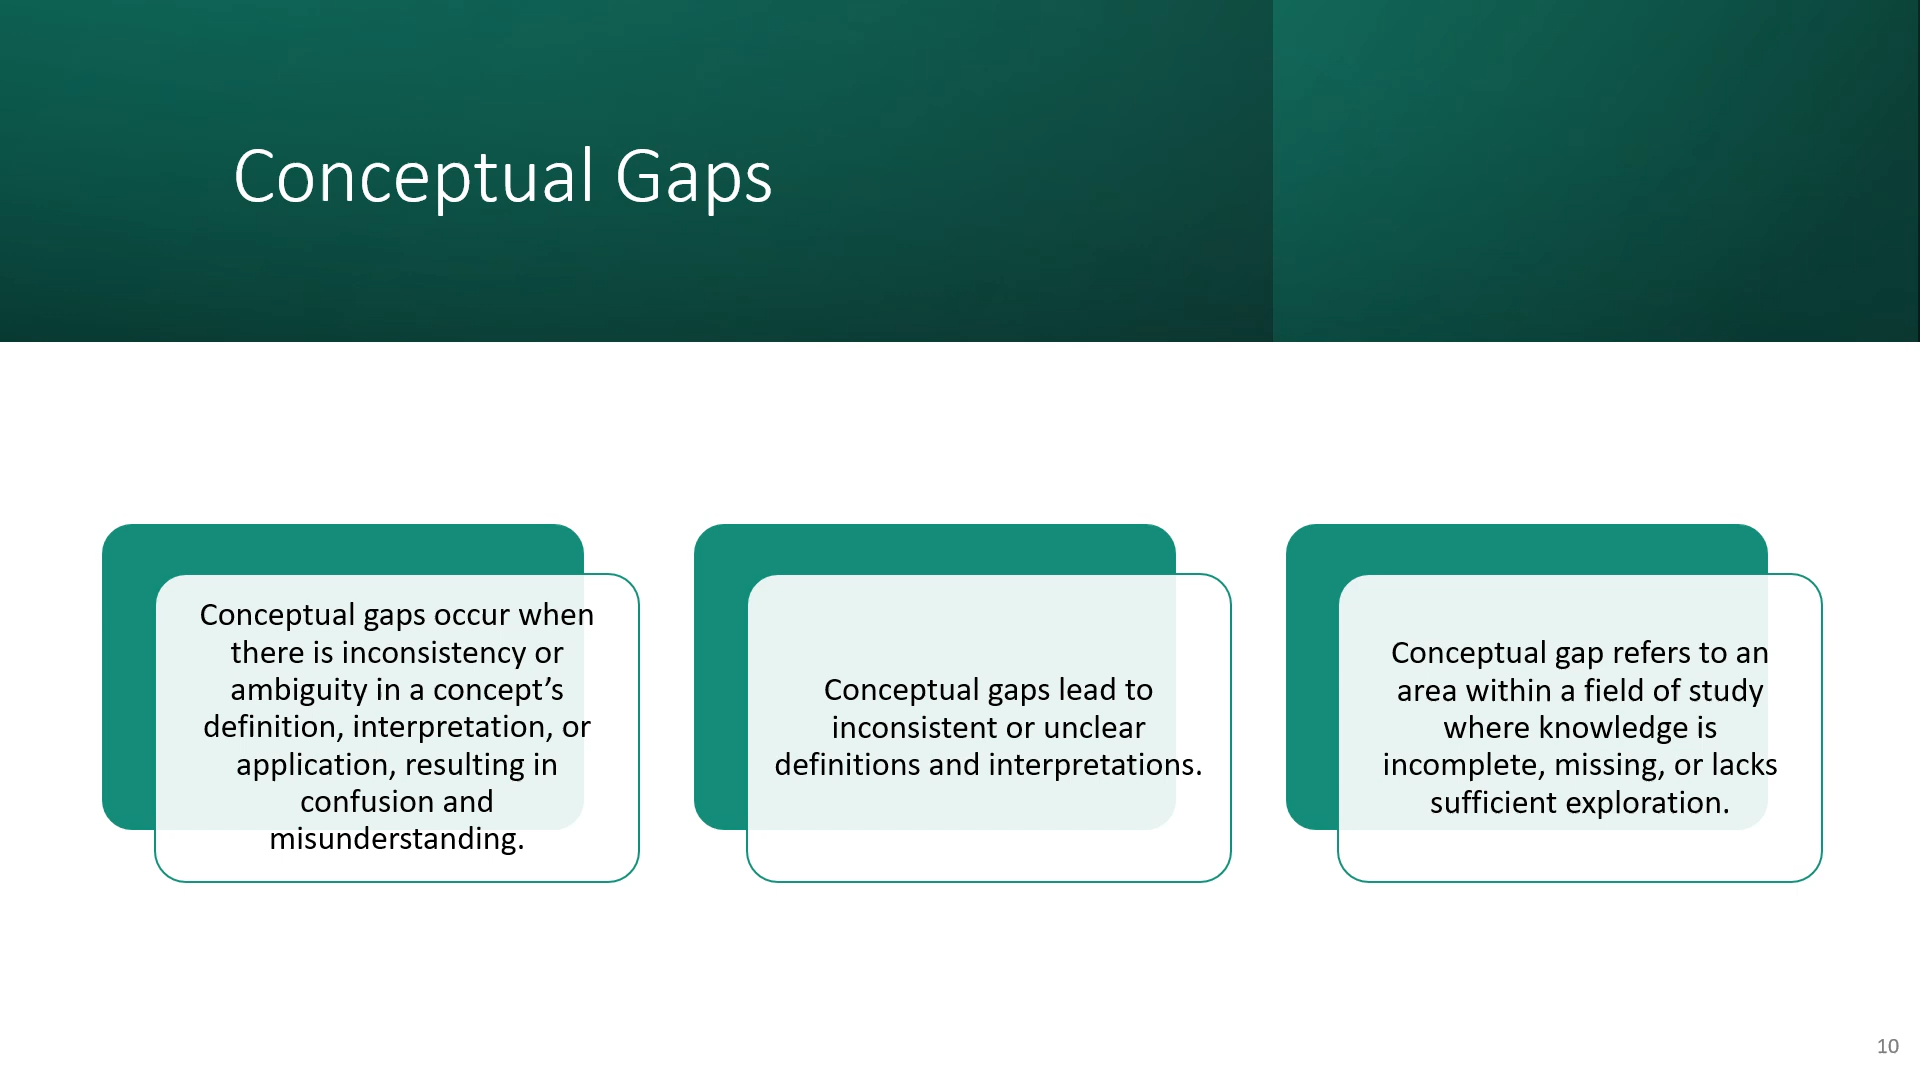 Conceptual Gaps
Conceptual gaps occur when
there is inconsistency or
ambiguity in a concept’s
definition, interpretation, or
application, resulting in
confusion and
misunderstanding.
Conceptual gaps lead to
inconsistent or unclear
definitions and interpretations.
Conceptual gap refers to an
area within a field of study
where knowledge is
incomplete, missing, or lacks
sufficient exploration.
10